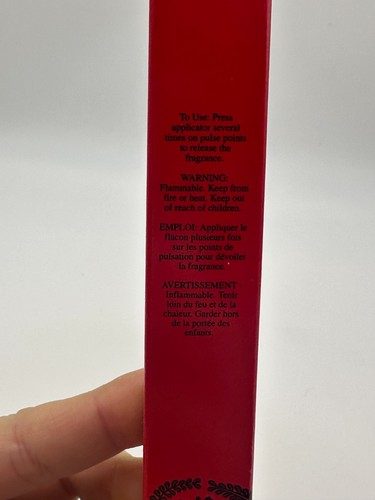 To Use: Press
applicator several
times on pulse points
to release the
fragrance.
WARNING:
Flammable. Keep from
fire or heat. Keep out
of reach of children.
EMPLOI: Appliquer le
flacon plusieurs fois
sur les points de
pulsation pour dévoiler
la fragrance.
AVERTISSEMENT
Inflammable. Tenir
loin du feu et de la
chaleur. Garder hors
de la portée des
enfants.